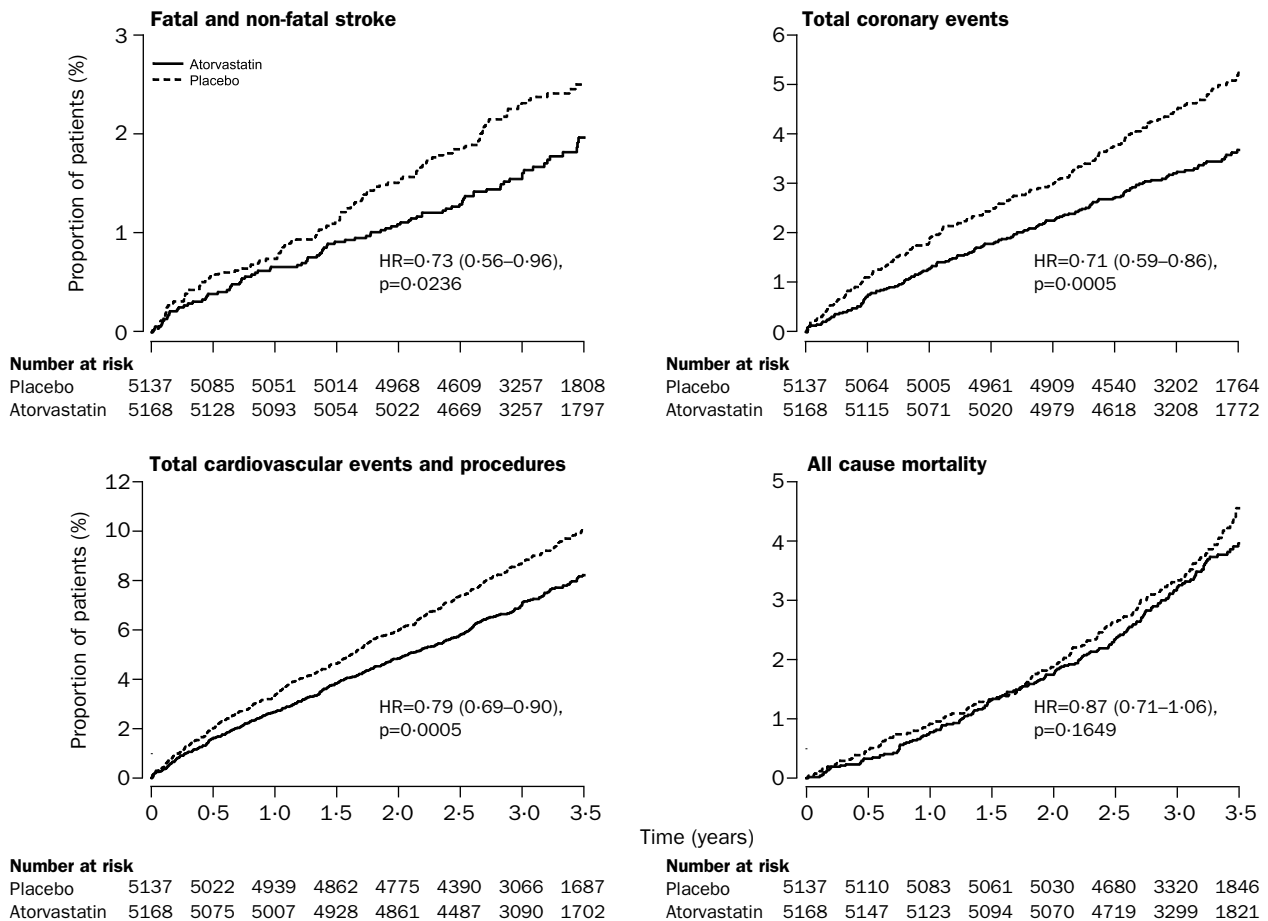 Fatal and non-fatal stroke
3
2
1
0
Proportion of patients (%)
Atorvastatin
Placebo
HR=0·73 (0·56–0·96),
p=0·0236
Number at risk
Placebo 5137 5085 5051 5014 4968 4609 3257 1808
Atorvastatin 5168 5128 5093 5054 5022 4669 3257 1797
Total coronary events
6
5
4
3
2
1
0
HR=0·71 (0·59–0·86),
p=0·0005
Number at risk
Placebo 5137 5064 5005 4961 4909 4540 3202 1764
Atorvastatin 5168 5115 5071 5020 4979 4618 3208 1772
Total cardiovascular events and procedures
12
10
8
6
4
2
0
Proportion of patients (%)
HR=0·79 (0·69–0·90),
p=0·0005
0 0·5 1·0 1·5 2·0 2·5 3·0 3·5
Number at risk
Placebo 5137 5022 4939 4862 4775 4390 3066 1687
Atorvastatin 5168 5075 5007 4928 4861 4487 3090 1702
All cause mortality
5
4
3
2
1
0
HR=0·87 (0·71–1·06),
p=0·1649
0 0·5 1·0 1·5 2·0 2·5 3·0 3·5
Time (years)
Number at risk
Placebo 5137 5110 5083 5061 5030 4680 3320 1846
Atorvastatin 5168 5147 5123 5094 5070 4719 3299 1821